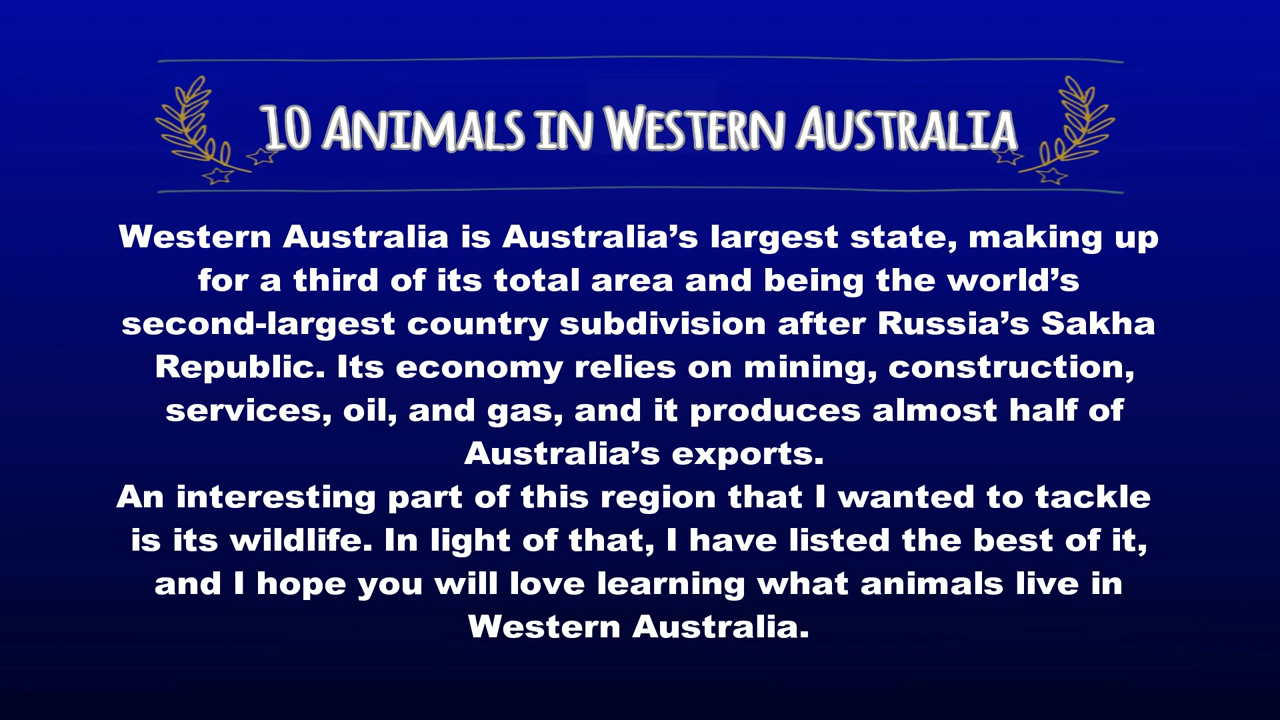 10 Animals in Western Australia
Western Australia is Australia’s largest state, making up
for a third of its total area and being the world’s
second-largest country subdivision after Russia’s Sakha
Republic. Its economy relies on mining, construction,
services, oil, and gas, and it produces almost half of
Australia’s exports.
An interesting part of this region that I wanted to tackle
is its wildlife. In light of that, I have listed the best of it,
and I hope you will love learning what animals live in
Western Australia.